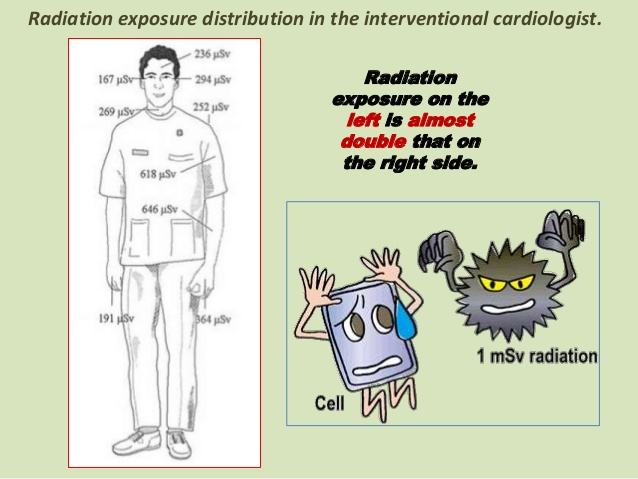 Radiation exposure distribution in the interventional cardiologist.
236 µSv
167 µSv
294 µSv
269 µSv
252 µSv
618 µSv
646 µSv
191 µSv
364 µSv
Radiation
exposure on the
left is almost
double that on
the right side.
1 mSv radiation
Cell